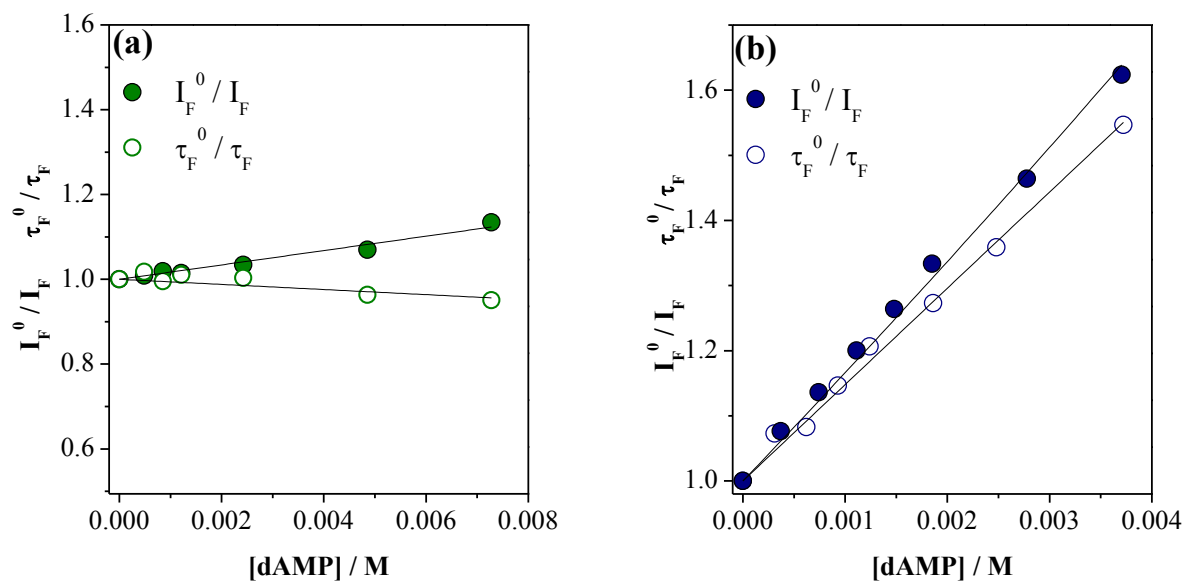 (a)
I_F^0 / I_F
τ_F^0 / τ_F
I_F^0 / I_F τ_F^0 / τ_F
1.6
1.4
1.2
1.0
0.8
0.6
0.000 0.002 0.004 0.006 0.008
[dAMP] / M
(b)
I_F^0 / I_F
τ_F^0 / τ_F
I_F^0 / I_F τ_F^0 / τ_F
1.6
1.4
1.2
1.0
0.000 0.001 0.002 0.003 0.004
[dAMP] / M